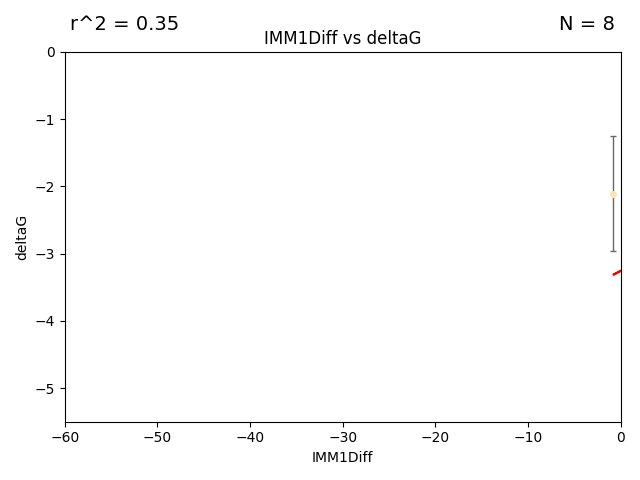 r^2 = 0.35
N = 8
IMM1Diff vs deltaG
0
−1
−2
−3
−4
−5
deltaG
−60 −50 −40 −30 −20 −10 0
IMM1Diff